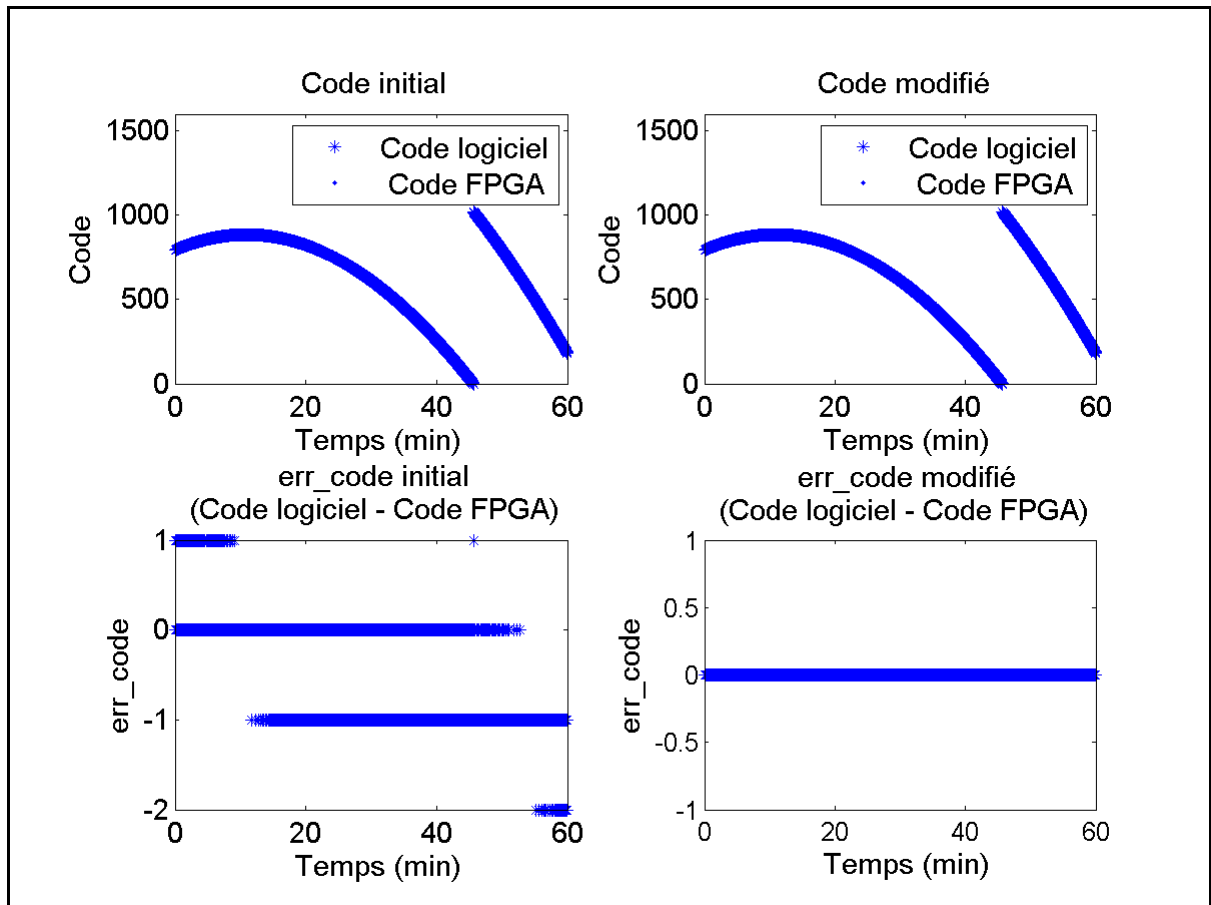 Code initial
1500
1000
500
0
Code
Code logiciel
Code FPGA
0 20 40 60
Temps (min)
Code modifié
1500
1000
500
0
Code
Code logiciel
Code FPGA
0 20 40 60
Temps (min)
err_code initial
(Code logiciel - Code FPGA)
1
0
-1
-2
err_code
0 20 40 60
Temps (min)
err_code modifié
(Code logiciel - Code FPGA)
1
0.5
0
-0.5
-1
err_code
0 20 40 60
Temps (min)